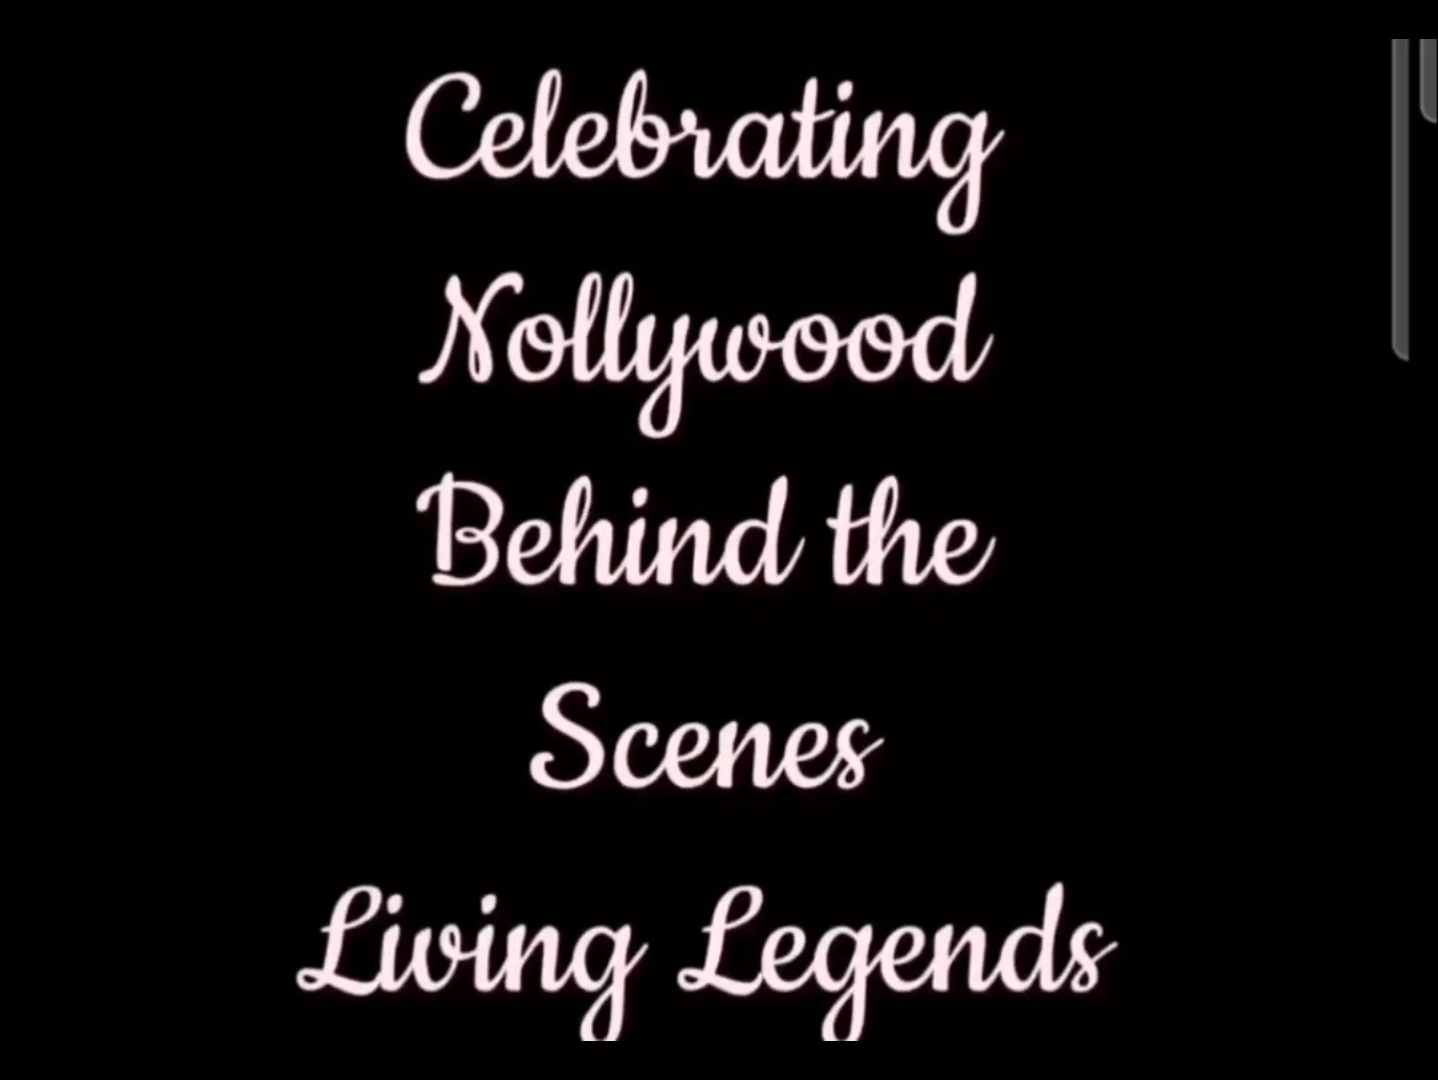 Celebrating
Nollywood
Behind the
Scenes
Living Legends